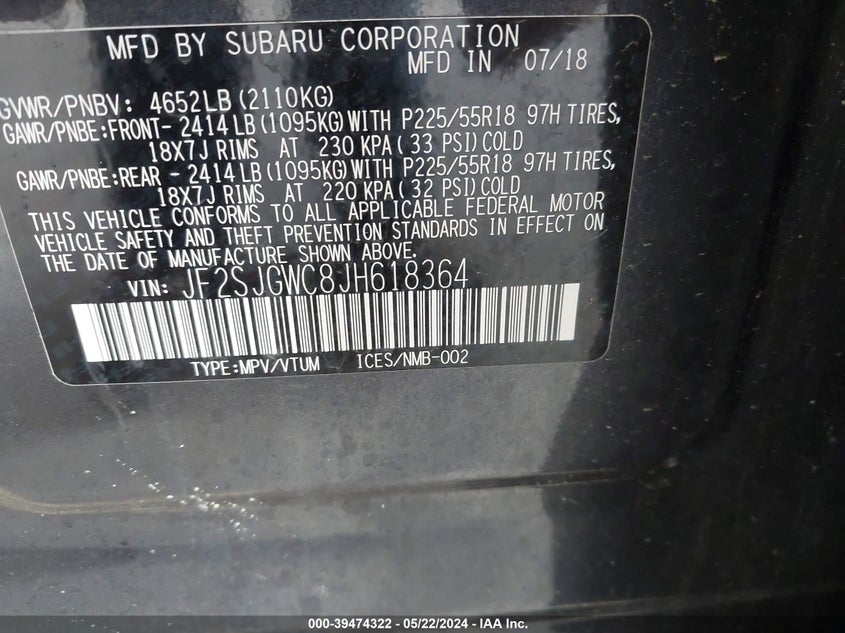 MFD BY SUBARU CORPORATION
MFD IN 07/18
GVWR/PNBV: 4652LB (2110KG)
GAWR/PNBE:FRONT- 2414 LB (1095KG) WITH P225/55R18 97H TIRES,
18X7J RIMS AT 230 KPA ( 33 PSI) COLD
GAWR/PNBE:REAR - 2414 LB (1095KG) WITH P225/55R18 97H TIRES,
18X7J RIMS AT 220 KPA ( 32 PSI) COLD
THIS VEHICLE CONFORMS TO ALL APPLICABLE FEDERAL MOTOR
VEHICLE SAFETY AND THEFT PREVENTION STANDARDS IN EFFECT ON
THE DATE OF MANUFACTURE SHOWN ABOVE.
VIN: JF2SJGWC8JH618364
TYPE:MPV/VTUM ICES/NMB-002
000-39474322 - 05/22/2024 - IAA Inc.